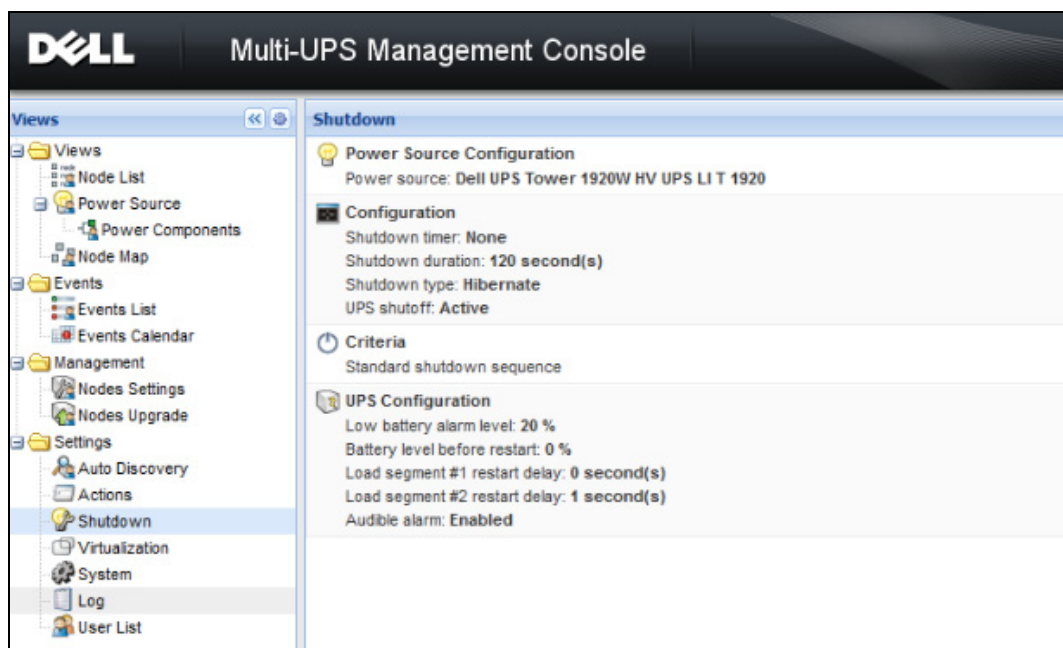 DELL
Multi-UPS Management Console
Views
Views
Node List
Power Source
Power Components
Node Map
Events
Events List
Events Calendar
Management
Nodes Settings
Nodes Upgrade
Settings
Auto Discovery
Actions
Shutdown
Virtualization
System
Log
User List
Shutdown
Power Source Configuration
Power source: Dell UPS Tower 1920W HV UPS LI T 1920
Configuration
Shutdown timer: None
Shutdown duration: 120 second(s)
Shutdown type: Hibernate
UPS shutoff: Active
Criteria
Standard shutdown sequence
UPS Configuration
Low battery alarm level: 20 %
Battery level before restart: 0 %
Load segment #1 restart delay: 0 second(s)
Load segment #2 restart delay: 1 second(s)
Audible alarm: Enabled